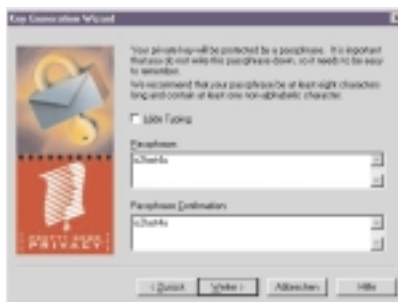 Key Generation Wizard
Your private key will be protected by a passphrase. It is important
that you do not write this passphrase down, so it needs to be easy
to remember.
We recommend that your passphrase be at least eight characters
long and contain at least one non-alphabetic character.
Hide Typing
Passphrase:
Passphrase Confirmation:
PRETTY GOOD
PRIVACY
< Zurück
Weiter >
Abbrechen
Hilfe